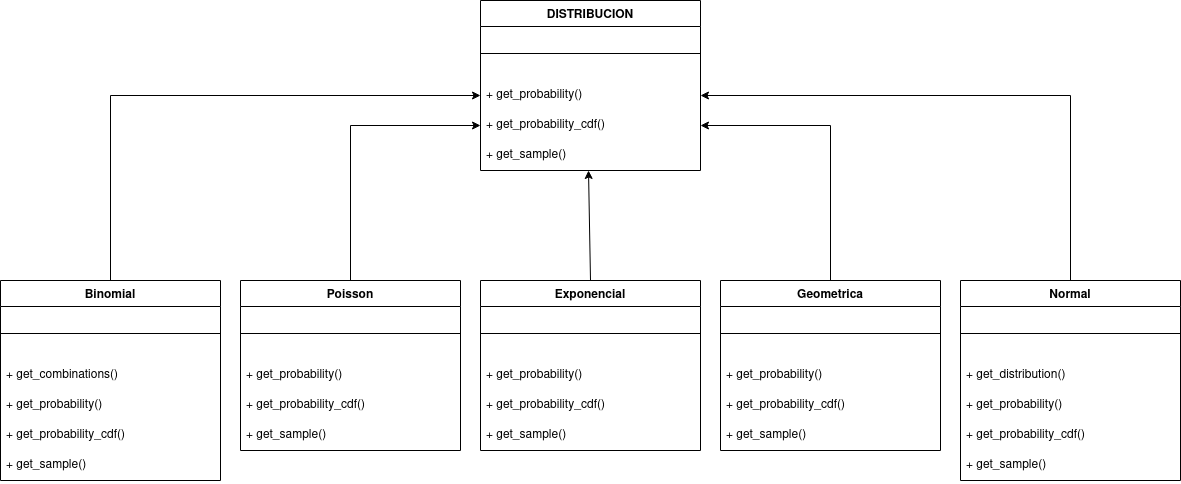 DISTRIBUCION
+ get_probability()
+ get_probability_cdf()
+ get_sample()
Binomial
+ get_combinations()
+ get_probability()
+ get_probability_cdf()
+ get_sample()
Poisson
+ get_probability()
+ get_probability_cdf()
+ get_sample()
Exponencial
+ get_probability()
+ get_probability_cdf()
+ get_sample()
Geometrica
+ get_probability()
+ get_probability_cdf()
+ get_sample()
Normal
+ get_distribution()
+ get_probability()
+ get_probability_cdf()
+ get_sample()